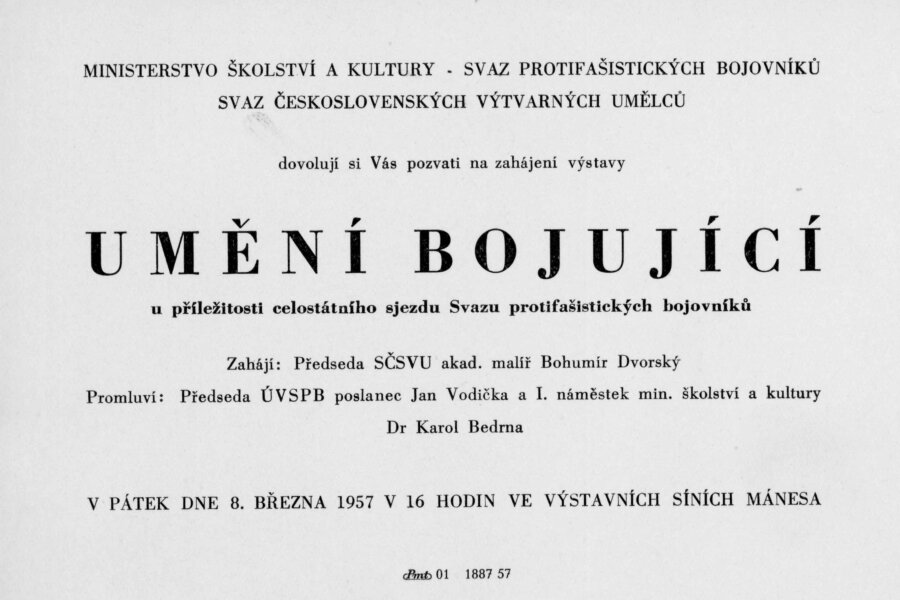 MINISTERSTVO ŠKOLSTVÍ A KULTURY - SVAZ PROTIFAŠISTICKÝCH BOJOVNÍKŮ
SVAZ ČESKOSLOVENSKÝCH VÝTVARNÝCH UMĚLCŮ
dovolují si Vás pozvati na zahájení výstavy
UMĚNÍ BOJUJÍCÍ
u příležitosti celostátního sjezdu Svazu protifašistických bojovníků
Zahájí: Předseda SČSVU akad. malíř Bohumír Dvorský
Promluví: Předseda ÚVSPB poslanec Jan Vodička a I. náměstek min. školství a kultury
Dr Karol Bedrna
V PÁTEK DNE 8. BŘEZNA 1957 V 16 HODIN VE VÝSTAVNÍCH SÍNÍCH MÁNESA
Pmt 01 1887 57